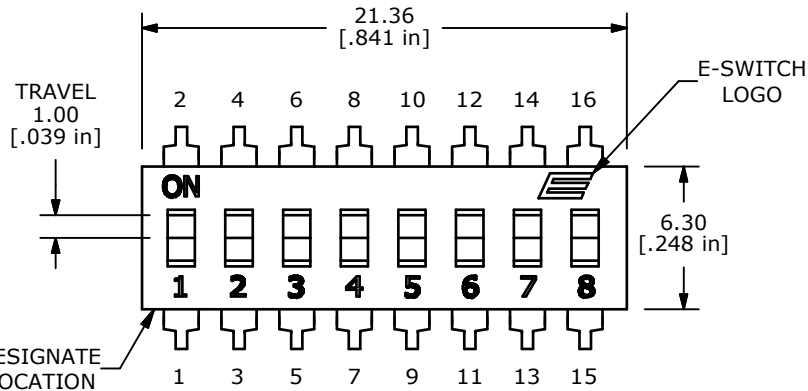 21.36
[.841 in]
E-SWITCH
LOGO
TRAVEL
1.00
[.039 in]
2 4 6 8 10 12 14 16
ON
6.30
[.248 in]
1 2 3 4 5 6 7 8
ESIGNATE
OCATION
1 3 5 7 9 11 13 15